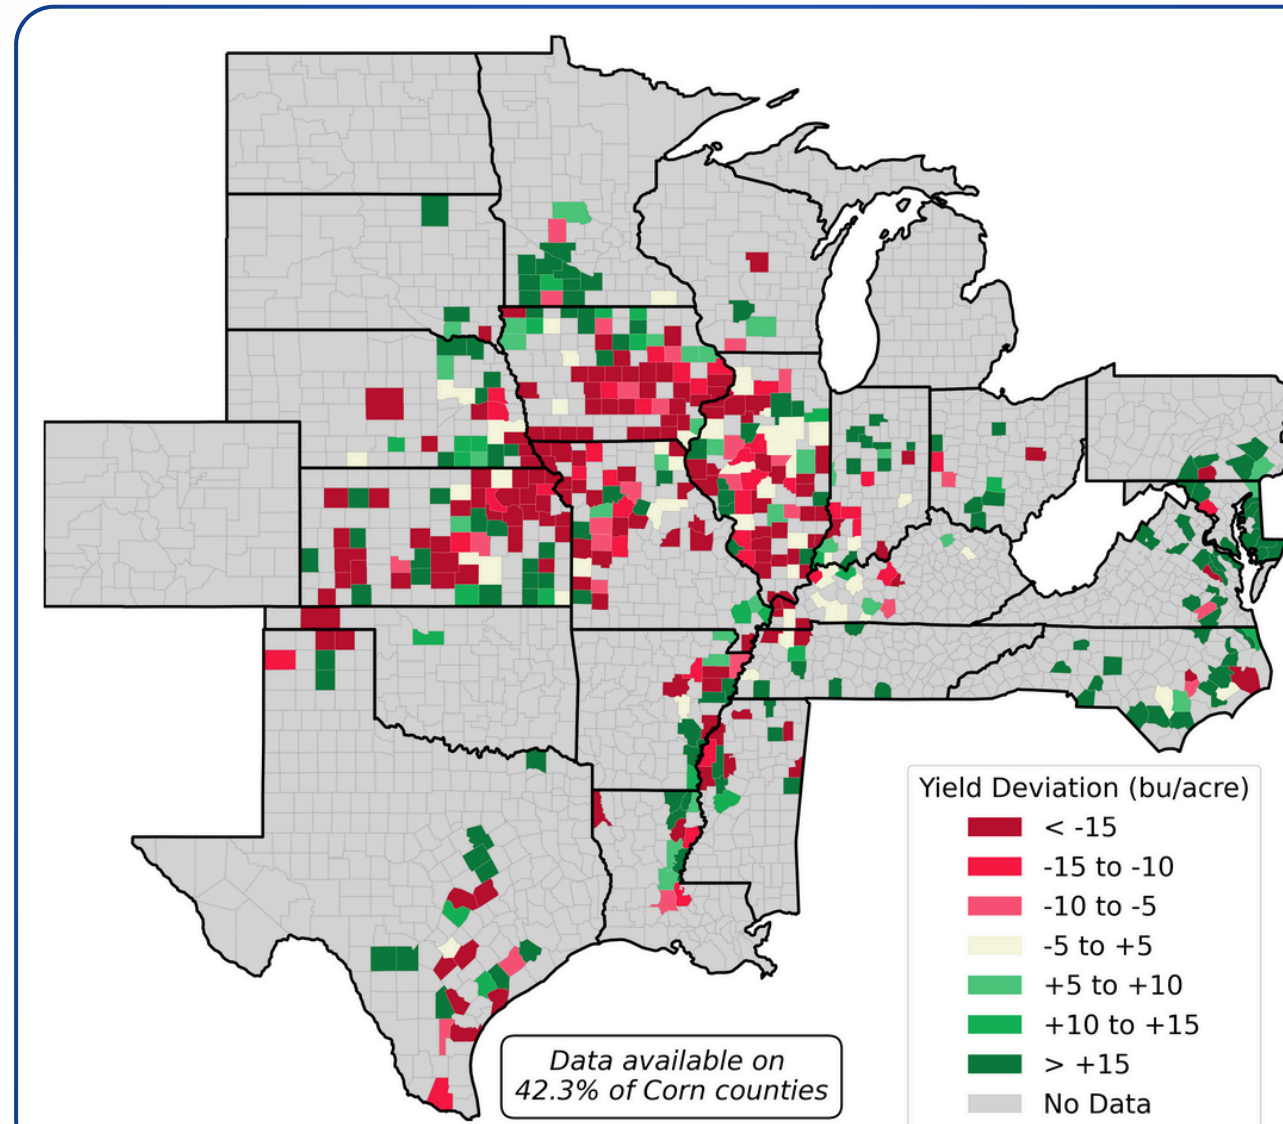 Yield Deviation (bu/acre)
< -15
-15 to -10
-10 to -5
-5 to +5
+5 to +10
+10 to +15
> +15
No Data
Data available on
42.3% of Corn counties